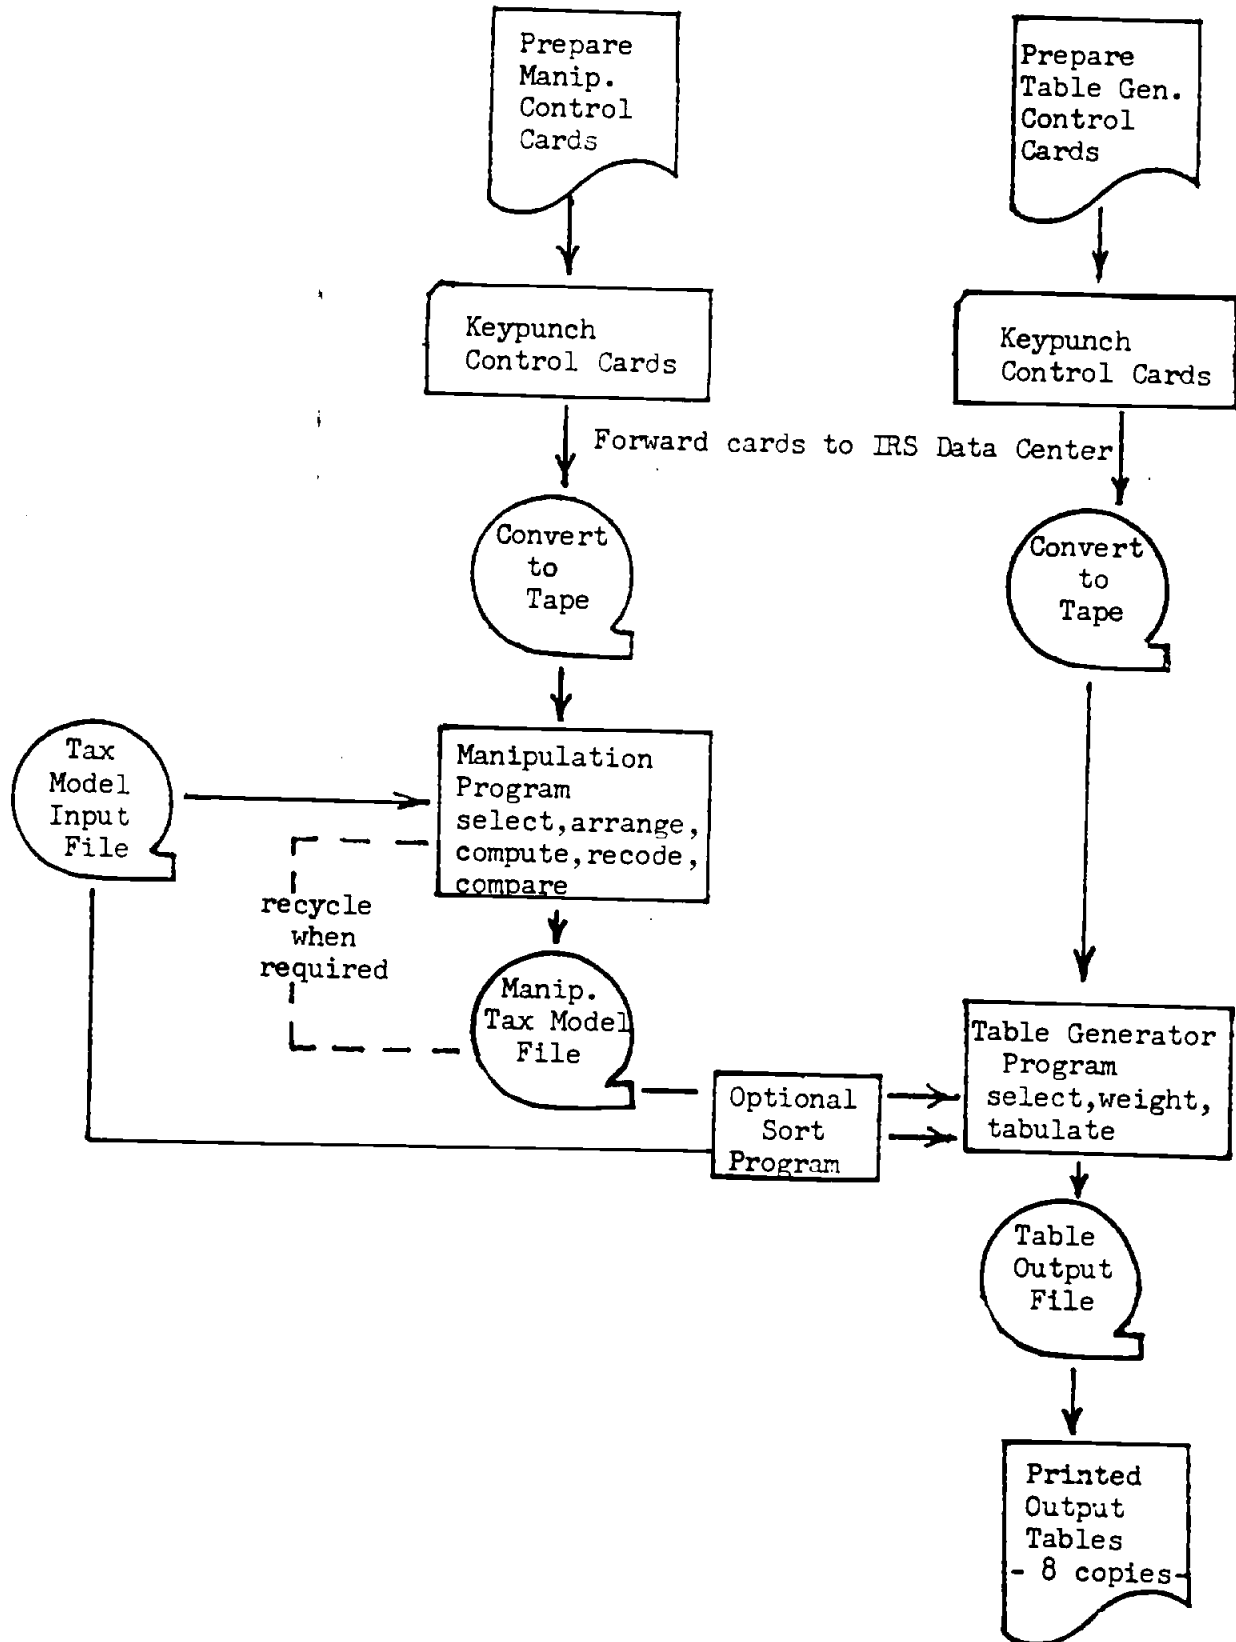 Prepare
Manip.
Control
Cards
Prepare
Table Gen.
Control
Cards
Keypunch
Control Cards
Keypunch
Control Cards
Forward cards to IRS Data Center
Convert
to
Tape
Convert
to
Tape
Tax
Model
Input
File
Manipulation
Program
select,arrange,
compute,recode,
compare
recycle
when
required
Manip.
Tax Model
File
Optional
Sort
Program
Table Generator
Program
select,weight,
tabulate
Table
Output
File
Printed
Output
Tables
- 8 copies-